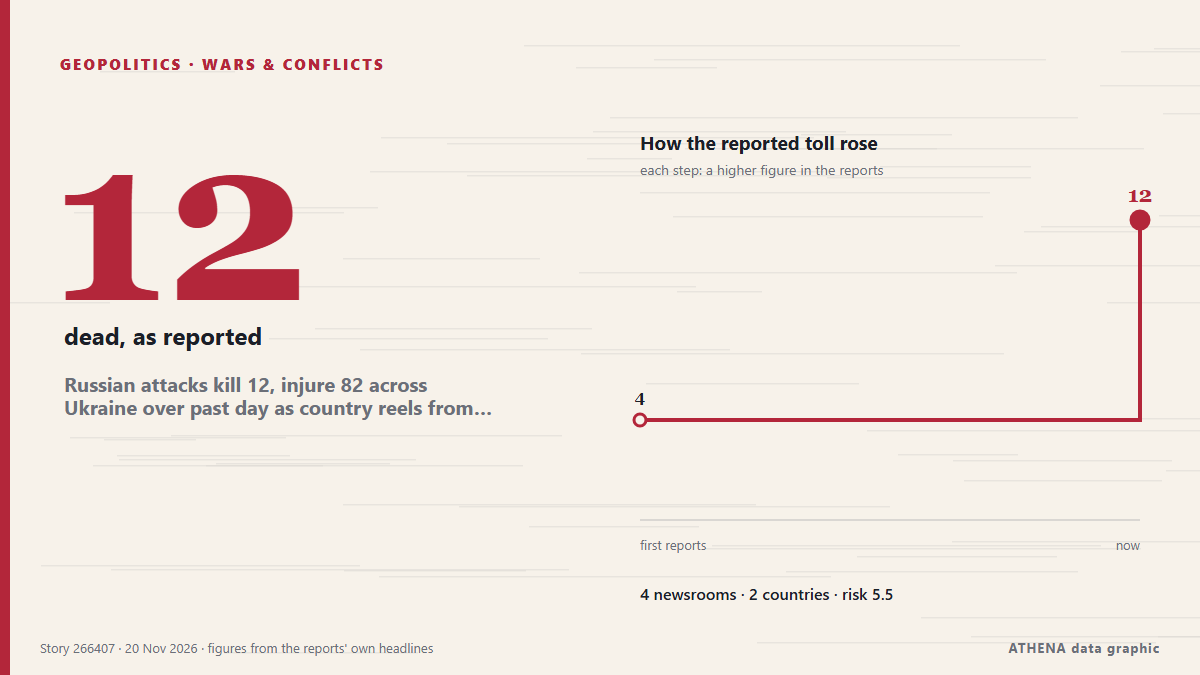 GEOPOLITICS · WARS & CONFLICTS
12
dead, as reported
Russian attacks kill 12, injure 82 across
Ukraine over past day as country reels from…
How the reported toll rose
each step: a higher figure in the reports
12
4
first reports
now
4 newsrooms · 2 countries · risk 5.5
Story 266407 · 20 Nov 2026 · figures from the reports' own headlines
ATHENA data graphic